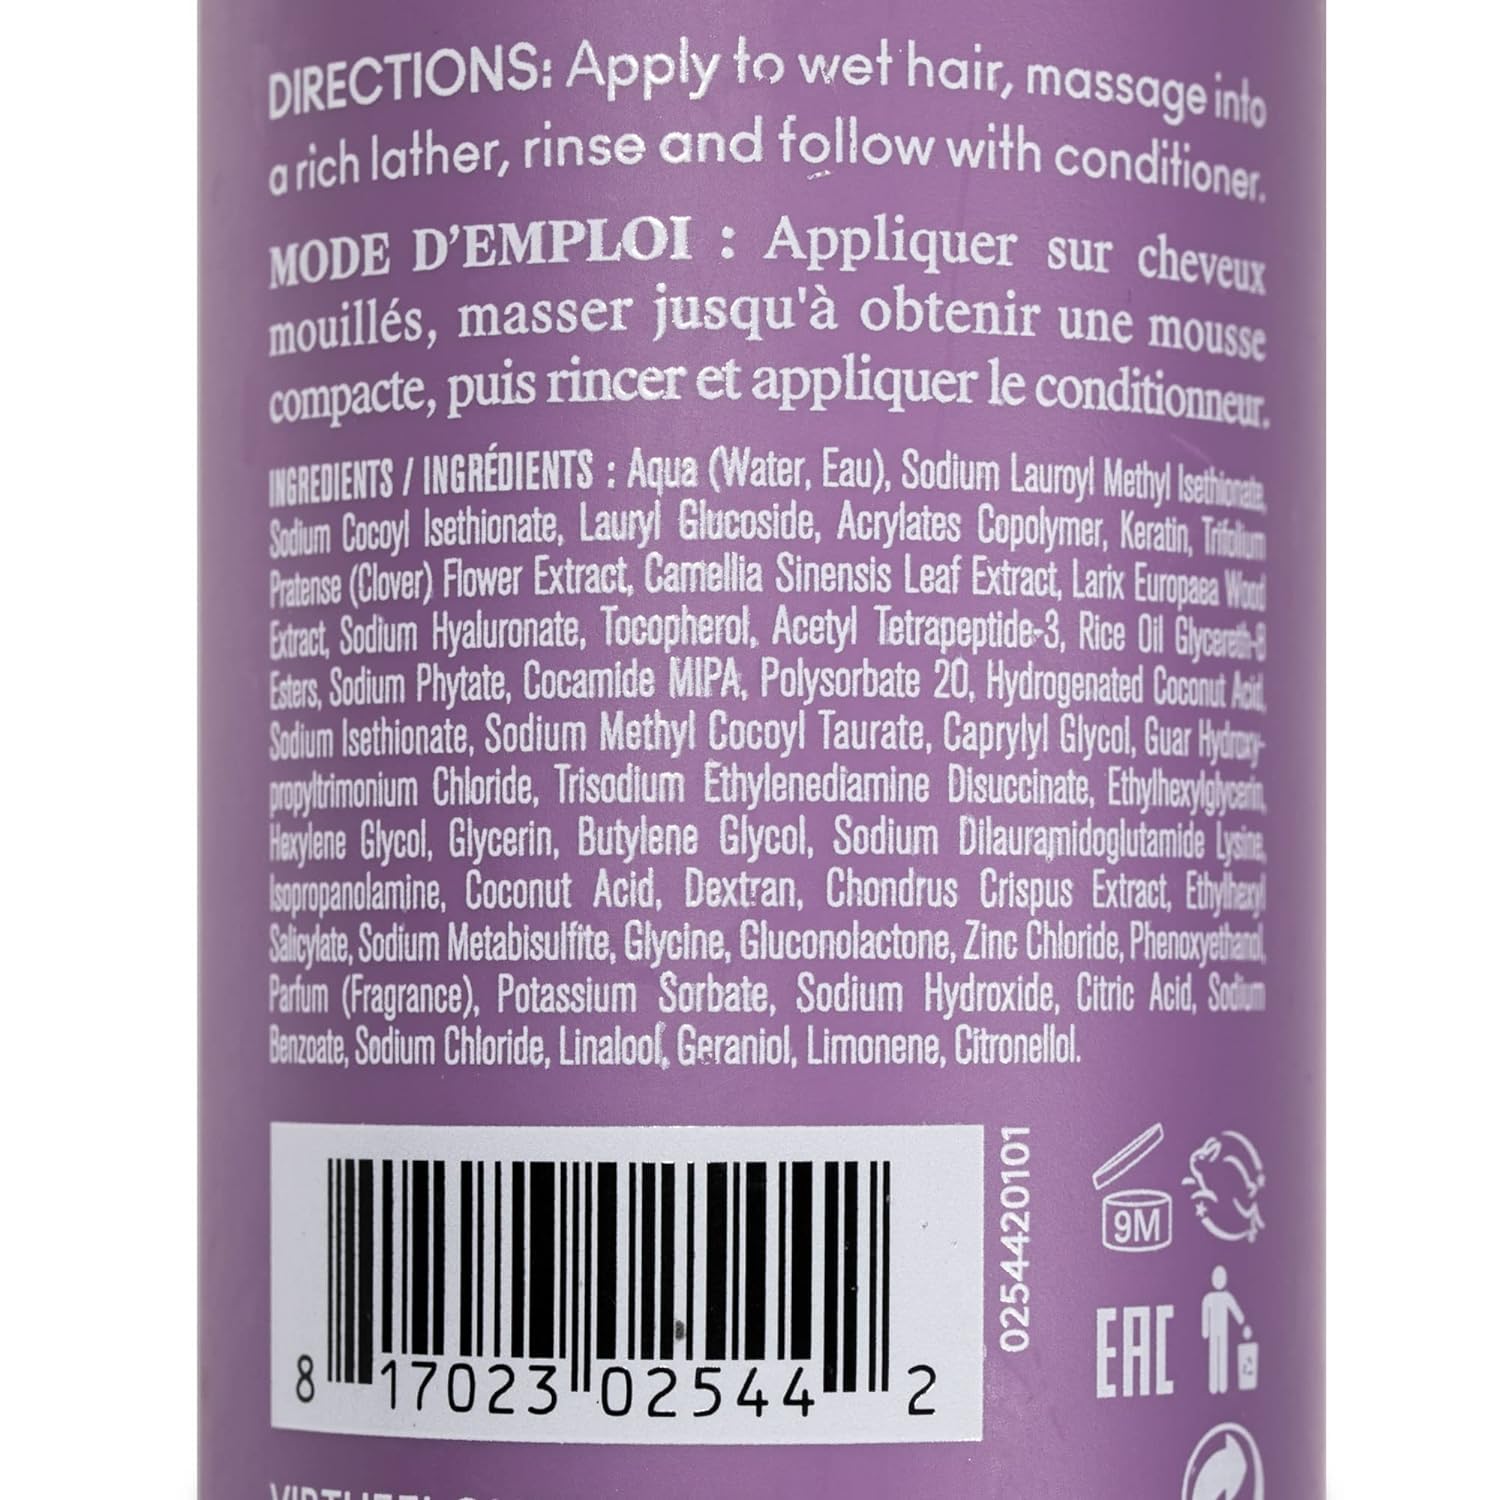 DIRECTIONS: Apply to wet hair, massage into
a rich lather, rinse and follow with conditioner.
MODE D'EMPLOI : Appliquer sur cheveux
mouillés, masser jusqu'à obtenir une mousse
compacte, puis rincer et appliquer le conditionneur.
INGREDIENTS / INGRÉDIENTS : Aqua (Water, Eau), Sodium Lauroyl Methyl Isethionate,
Sodium Cocoyl Isethionate, Lauryl Glucoside, Acrylates Copolymer, Keratin, Trifolium
Pratense (Clover) Flower Extract, Camellia Sinensis Leaf Extract, Larix Europaea Wood
Extract, Sodium Hyaluronate, Tocopherol, Acetyl Tetrapeptide-3, Rice Oil Glycereth-8
Esters, Sodium Phytate, Cocamide MIPA, Polysorbate 20, Hydrogenated Coconut Acid,
Sodium Isethionate, Sodium Methyl Cocoyl Taurate, Caprylyl Glycol, Guar Hydroxy-
propyltrimonium Chloride, Trisodium Ethylenediamine Disuccinate, Ethylhexylglycerin,
Hexylene Glycol, Glycerin, Butylene Glycol, Sodium Dilauramidoglutamide Lysine,
Isopropanolamine, Coconut Acid, Dextran, Chondrus Crispus Extract, Ethylhexyl
Salicylate, Sodium Metabisulfite, Glycine, Gluconolactone, Zinc Chloride, Phenoxyethanol,
Parfum (Fragrance), Potassium Sorbate, Sodium Hydroxide, Citric Acid, Sodium
Benzoate, Sodium Chloride, Linalool, Geraniol, Limonene, Citronellol.
8 17023 02544 2
0254420101
9M
EAC